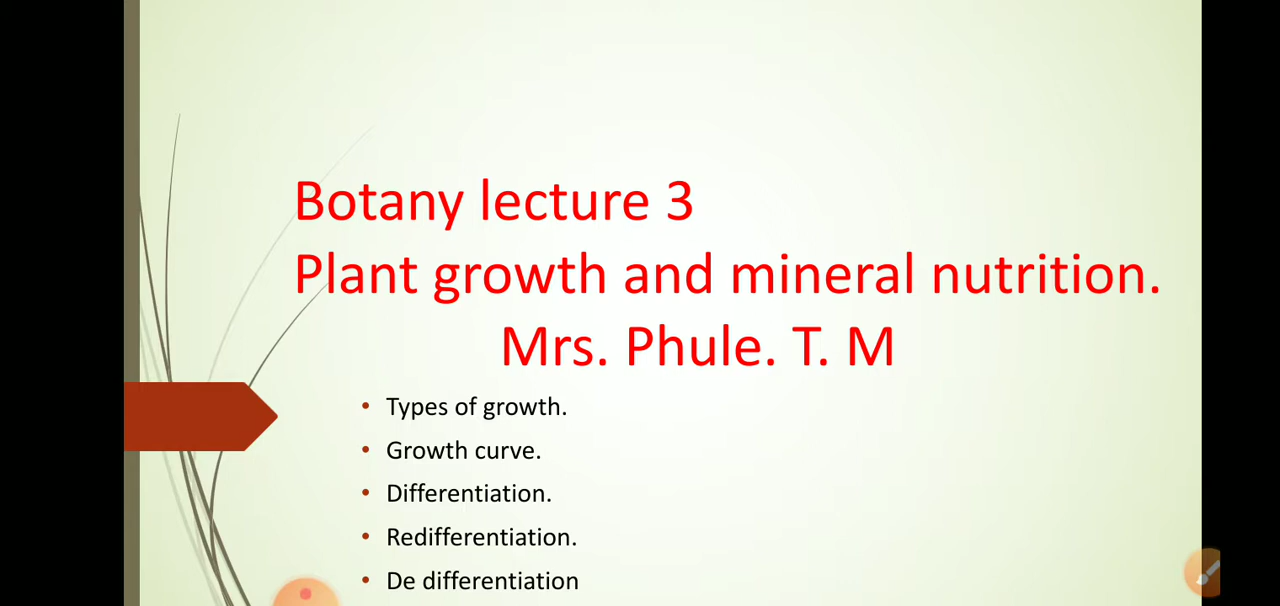 Botany lecture 3
Plant growth and mineral nutrition.
Mrs. Phule. T. M
• Types of growth.
• Growth curve.
• Differentiation.
• Redifferentiation.
• De differentiation